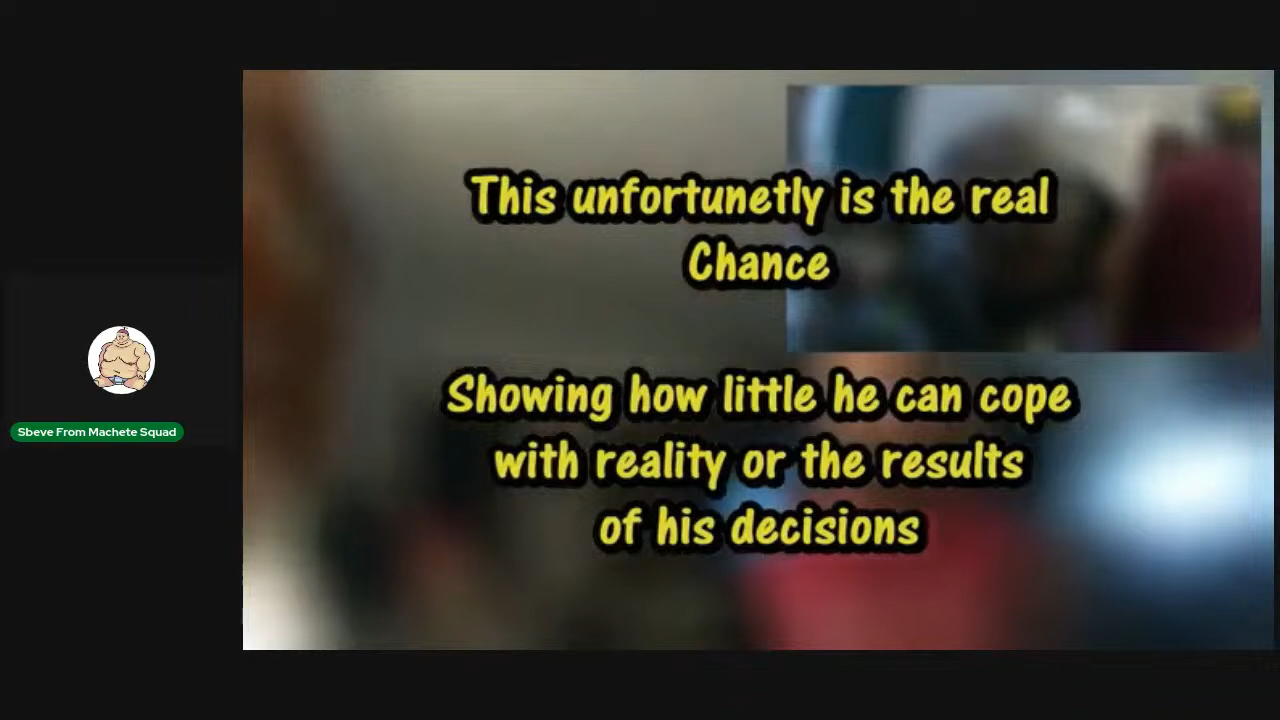 This unfortunetly is the real
Chance
Showing how little he can cope
with reality or the results
of his decisions
Sbeve From Machete Squad